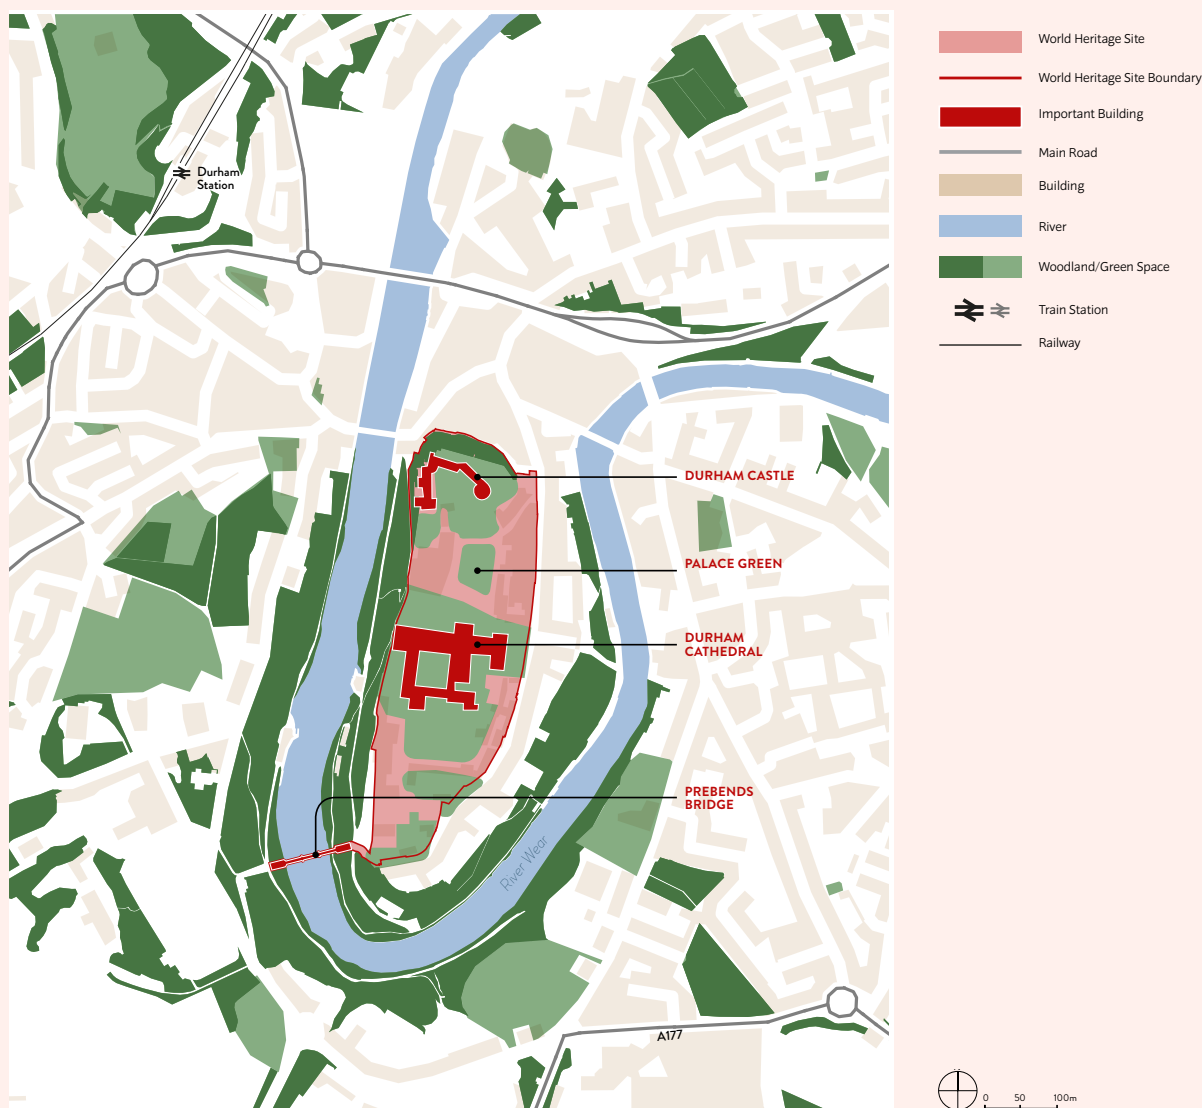 Durham
Station
DURHAM CASTLE
PALACE GREEN
DURHAM
CATHEDRAL
PREBENDS
BRIDGE
River Wear
A177
World Heritage Site
World Heritage Site Boundary
Important Building
Main Road
Building
River
Woodland/Green Space
Train Station
Railway
0 50 100m